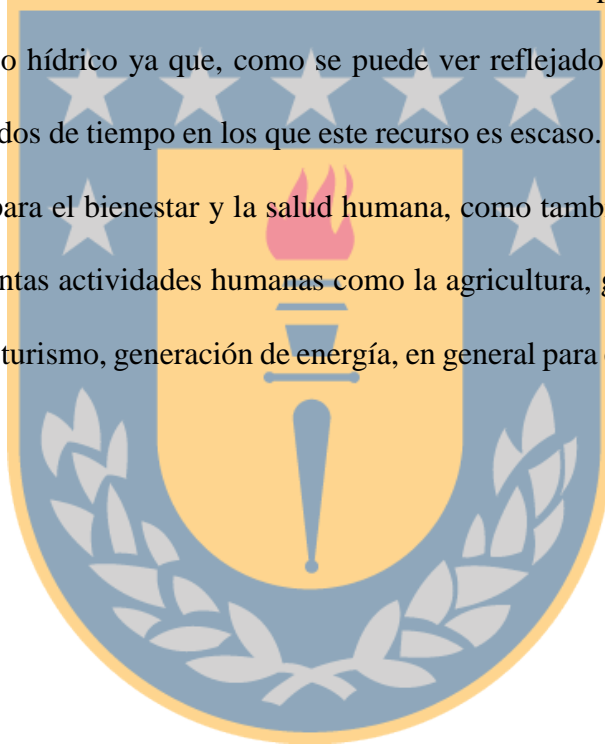 o hídrico ya que, como se puede ver reflejado
dos de tiempo en los que este recurso es escaso.
para el bienestar y la salud humana, como tamb
ntas actividades humanas como la agricultura, g
turismo, generación de energía, en general para